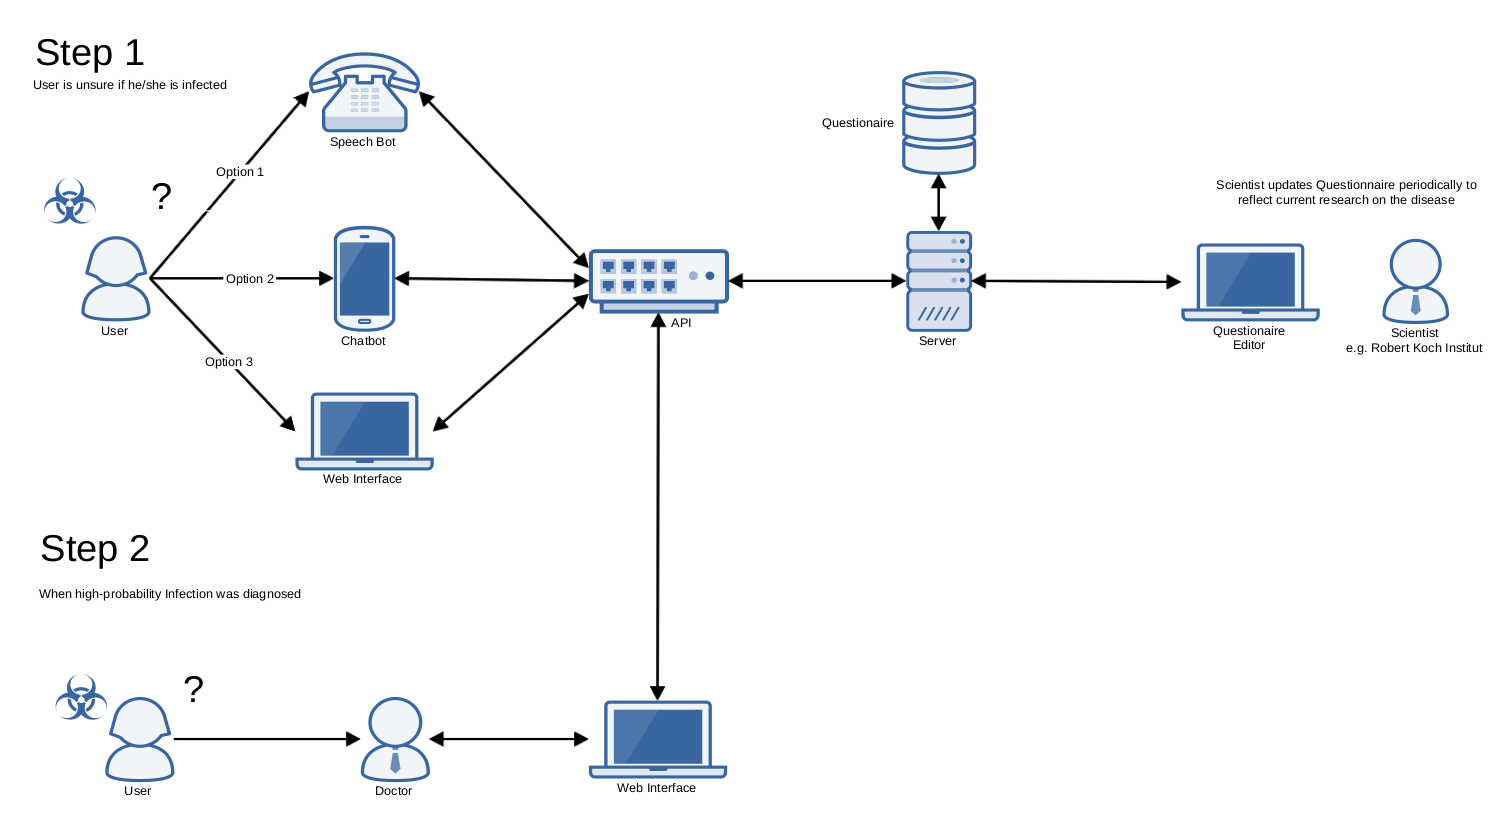 Step 1
User is unsure if he/she is infected
Speech Bot
Questionaire
Option 1
?
Scientist updates Questionnaire periodically to
reflect current research on the disease
Option 2
User
Chatbot
API
Server
Questionaire
Editor
Scientist
e.g. Robert Koch Institut
Option 3
Web Interface
Step 2
When high-probability Infection was diagnosed
?
User
Doctor
Web Interface